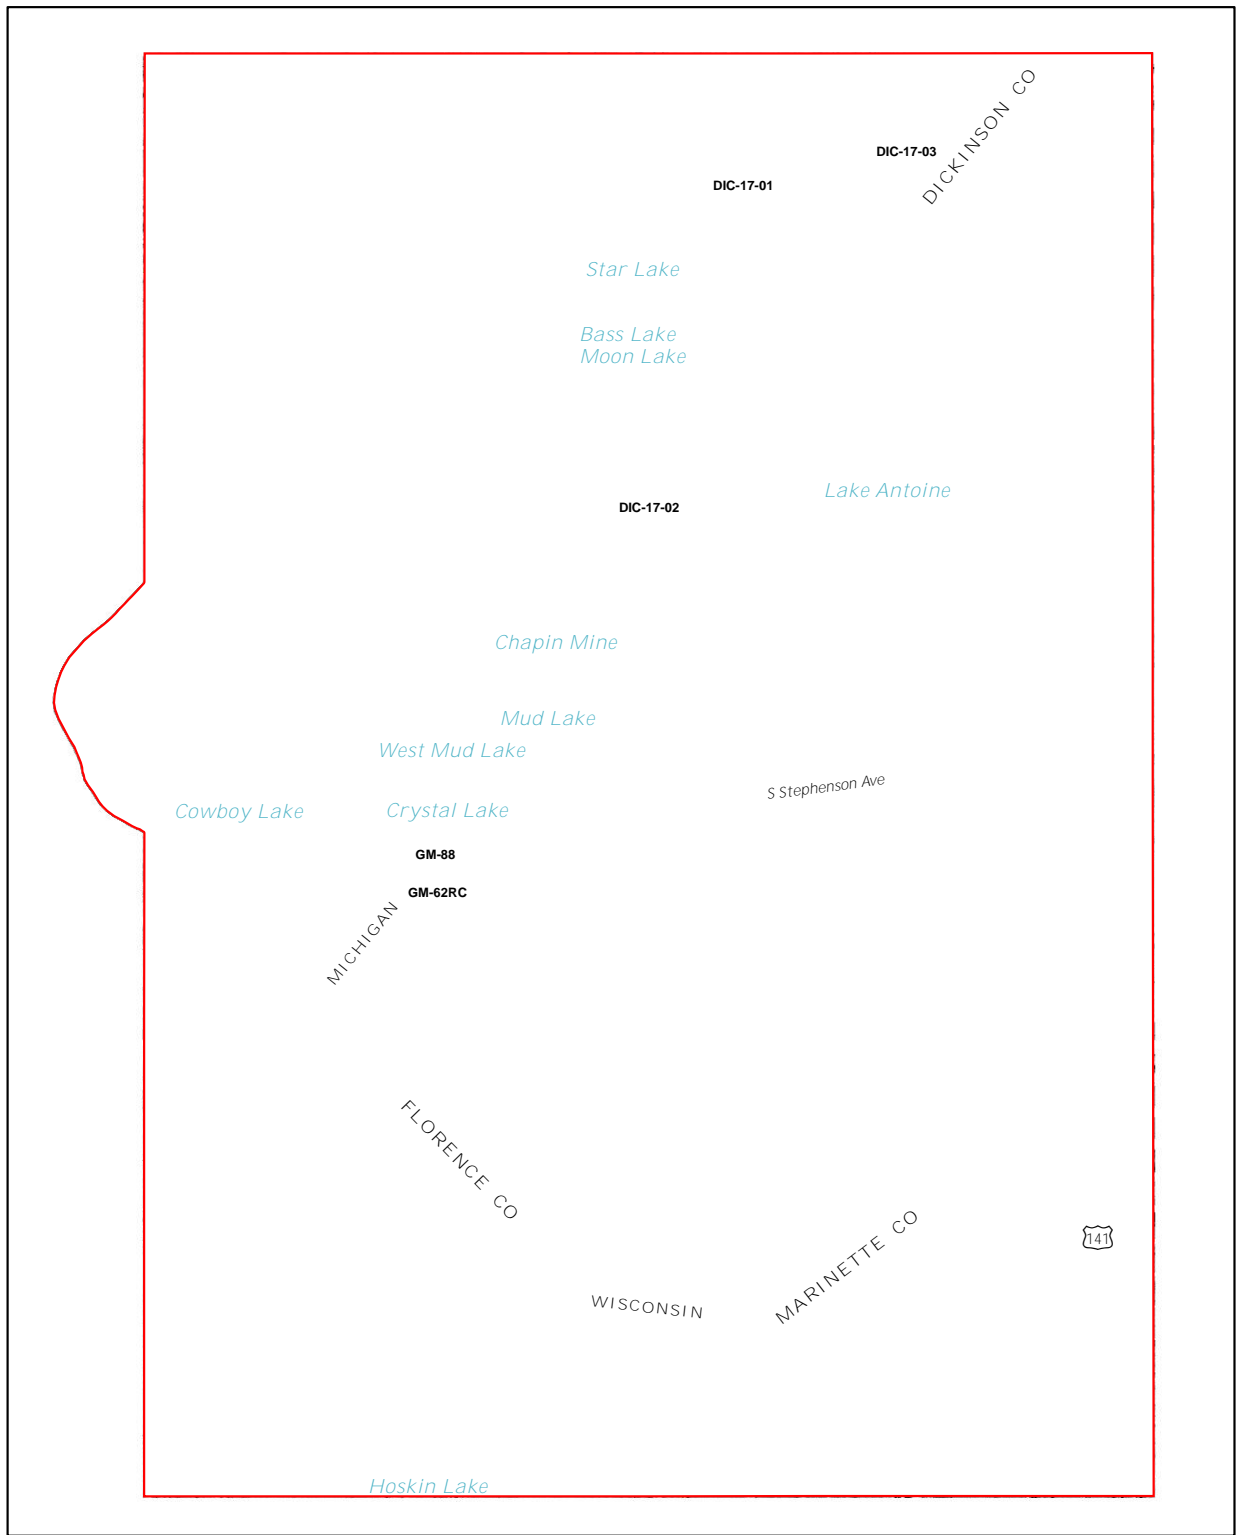 DICKINSON CO
DIC-17-03
DIC-17-01
Star Lake
Bass Lake
Moon Lake
Lake Antoine
DIC-17-02
Chapin Mine
Mud Lake
West Mud Lake
S Stephenson Ave
Cowboy Lake
Crystal Lake
GM-88
GM-62RC
MICHIGAN
FLORENCE CO
MARINETTE CO
141
WISCONSIN
Hoskin Lake